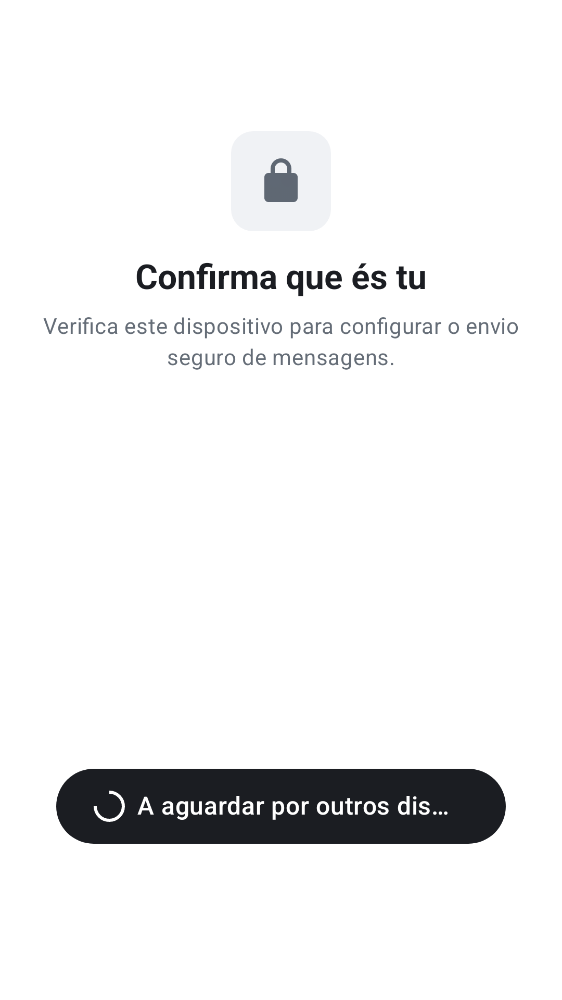 Confirma que és tu
Verifica este dispositivo para configurar o envio
seguro de mensagens.
A aguardar por outros dis…